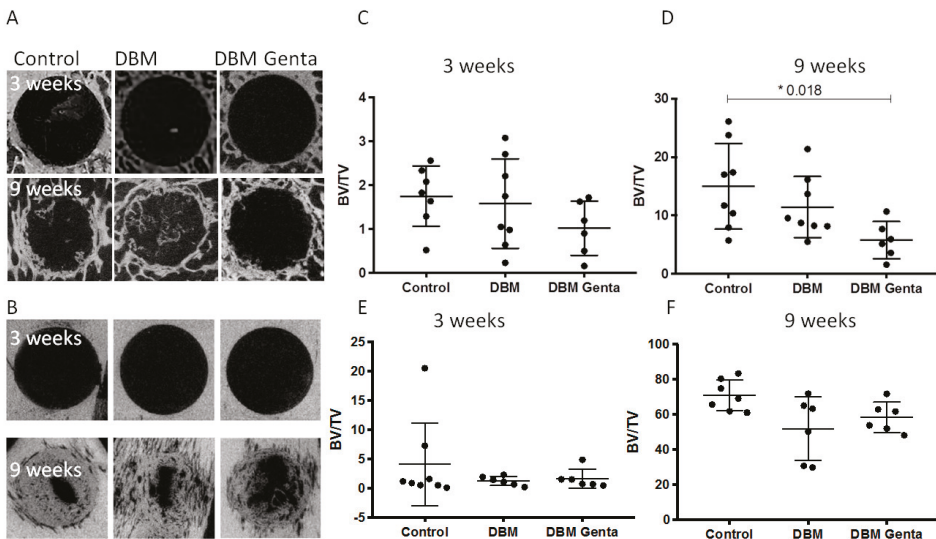 A
Control DBM DBM Genta
3 weeks
9 weeks
B
3 weeks
9 weeks
C
3 weeks
BV/TV
4
3
2
1
0
Control DBM DBM Genta
D
9 weeks
* 0.018
BV/TV
30
20
10
0
Control DBM DBM Genta
E
3 weeks
BV/TV
25
20
15
10
5
0
-5
Control DBM DBM Genta
F
9 weeks
BV/TV
100
80
60
40
20
0
Control DBM DBM Genta